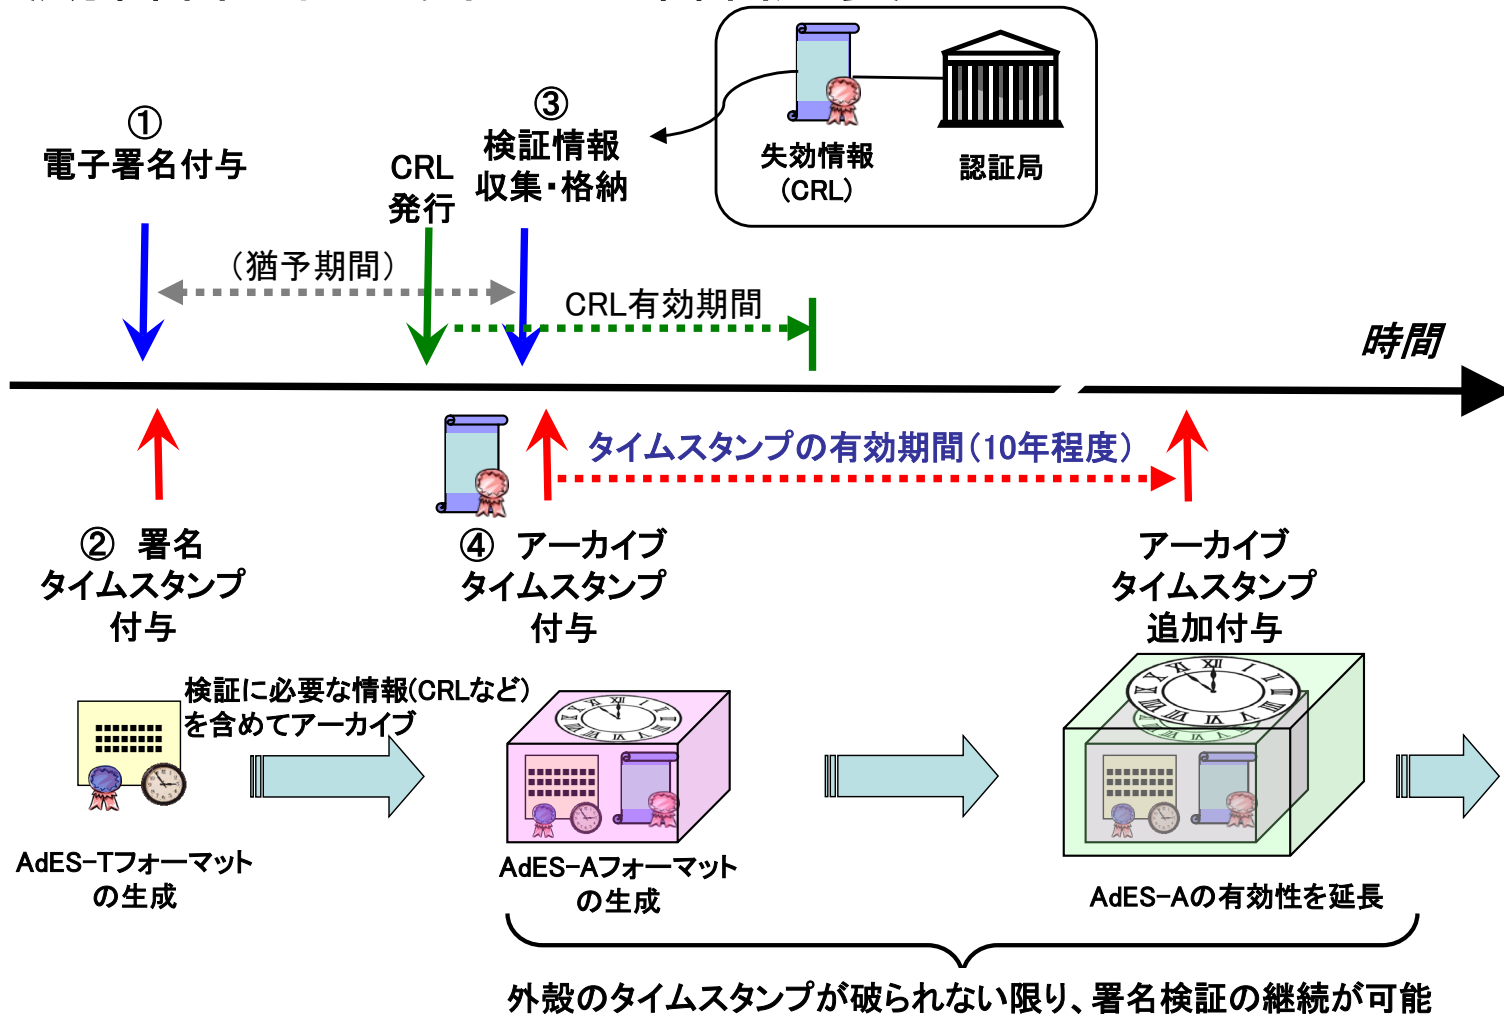 ①
電子署名付与
CRL
発行
③
検証情報
収集・格納
失効情報
(CRL)
認証局
(猶予期間)
CRL有効期間
時間
タイムスタンプの有効期間(10年程度)
② 署名
タイムスタンプ
付与
④ アーカイブ
タイムスタンプ
付与
アーカイブ
タイムスタンプ
追加付与
検証に必要な情報(CRLなど)
を含めてアーカイブ
AdES-Tフォーマット
の生成
AdES-Aフォーマット
の生成
AdES-Aの有効性を延長
外殻のタイムスタンプが破られない限り、署名検証の継続が可能